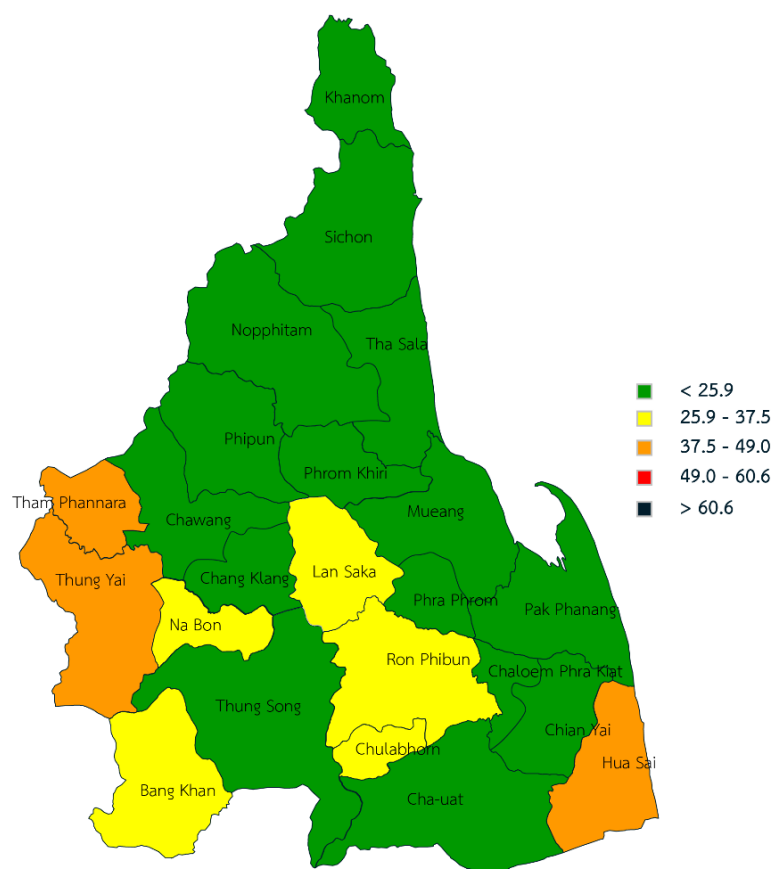 Khanom
Sichon
Nopphitam
Tha Sala
< 25.9
25.9 - 37.5
37.5 - 49.0
49.0 - 60.6
> 60.6
Phipun
Phrom Khiri
Tham Phannara
Chawang
Mueang
Thung Yai
Chang Klang
Lan Saka
Phra Phrom
Pak Phanang
Na Bon
Ron Phibun
Chaloem Phra Kiat
Thung Song
Chian Yai
Chulabhorn
Hua Sai
Bang Khan
Cha-uat